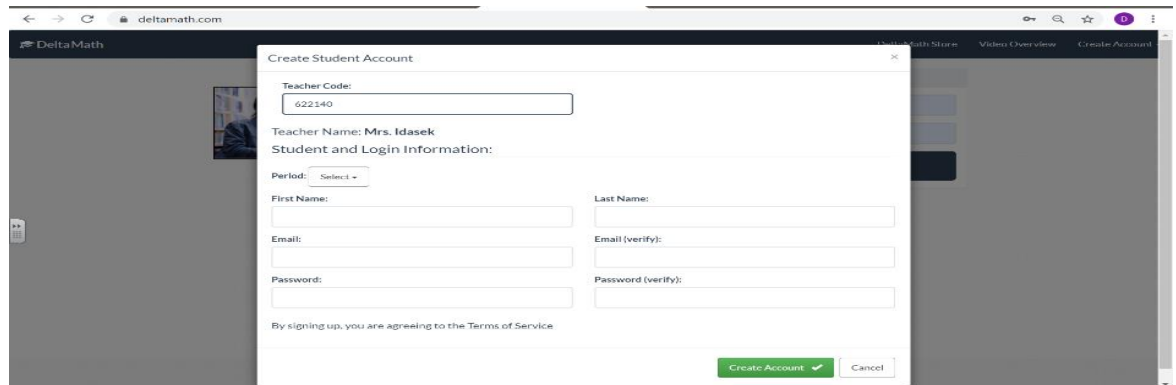 deltamath.com
D
DeltaMath
DeltaMath Store Video Overview Create Account
Create Student Account ×
Teacher Code:
622140
Teacher Name: Mrs. Idasek
Student and Login Information:
Period: Select
First Name: Last Name:
Email: Email (verify):
Password: Password (verify):
By signing up, you are agreeing to the Terms of Service
Create Account ✔ Cancel